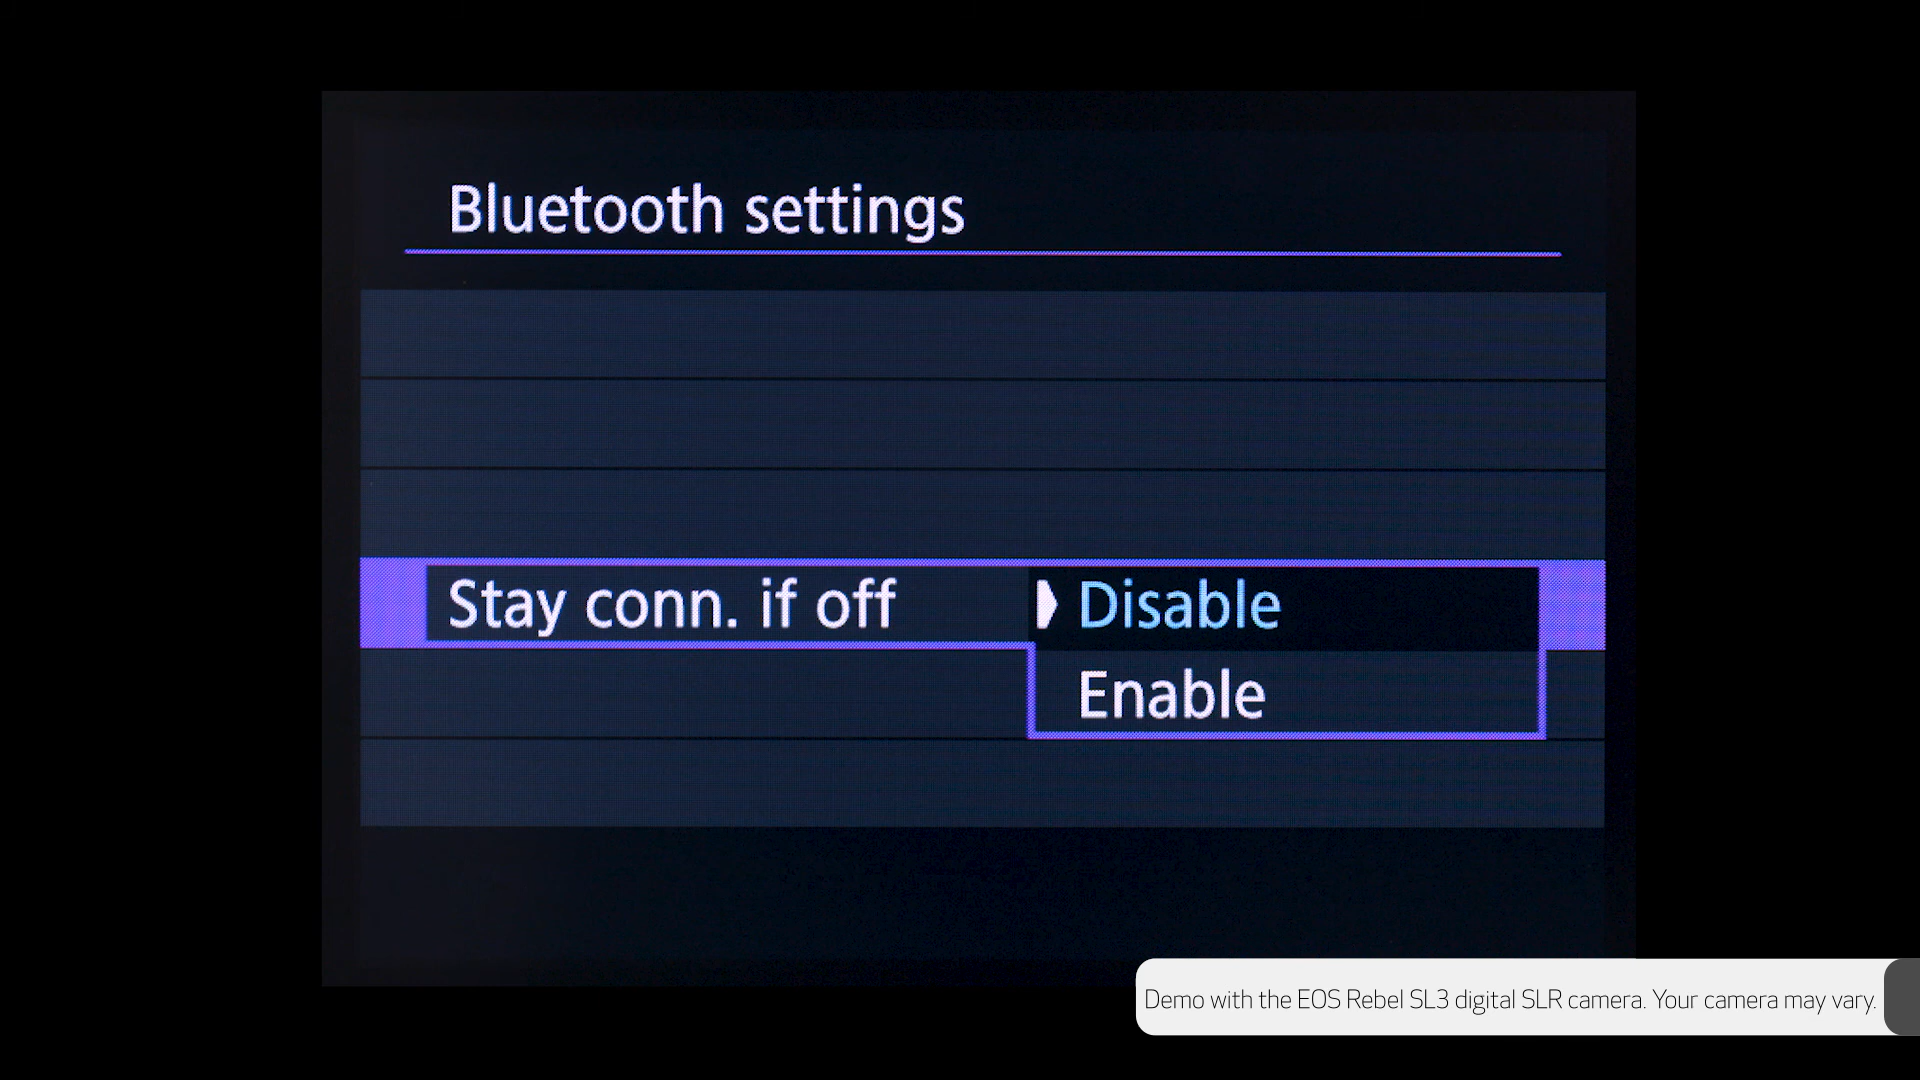 Bluetooth settings
Stay conn. if off
Disable
Enable
Demo with the EOS Rebel SL3 digital SLR camera. Your camera may vary.